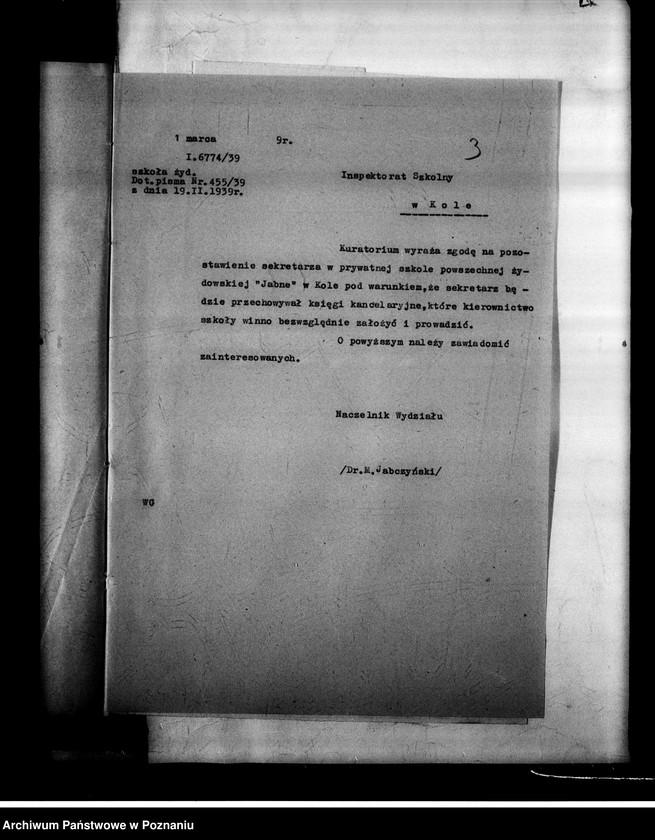 1 marca 9r.
3
I.6774/39
szkoła żyd.
Dot.pisma Nr.455/39
z dnia 19.II.1939r.
Inspektorat Szkolny
w Kole
Kuratorium wyraża zgodę na pozo-
stawienie sekretarza w prywatnej szkole powszechnej ży-
dowskiej "Jabne" w Kole pod warunkiem,że sekretarz bę -
dzie przechowywał księgi kancelaryjne,które kierownictwo
szkoły winno bezwzględnie założyć i prowadzić.
O powyższym należy zawiadomić
zainteresowanych.
Naczelnik Wydziału
/Dr.M.Jabczyński/
WG
Archiwum Państwowe w Poznaniu